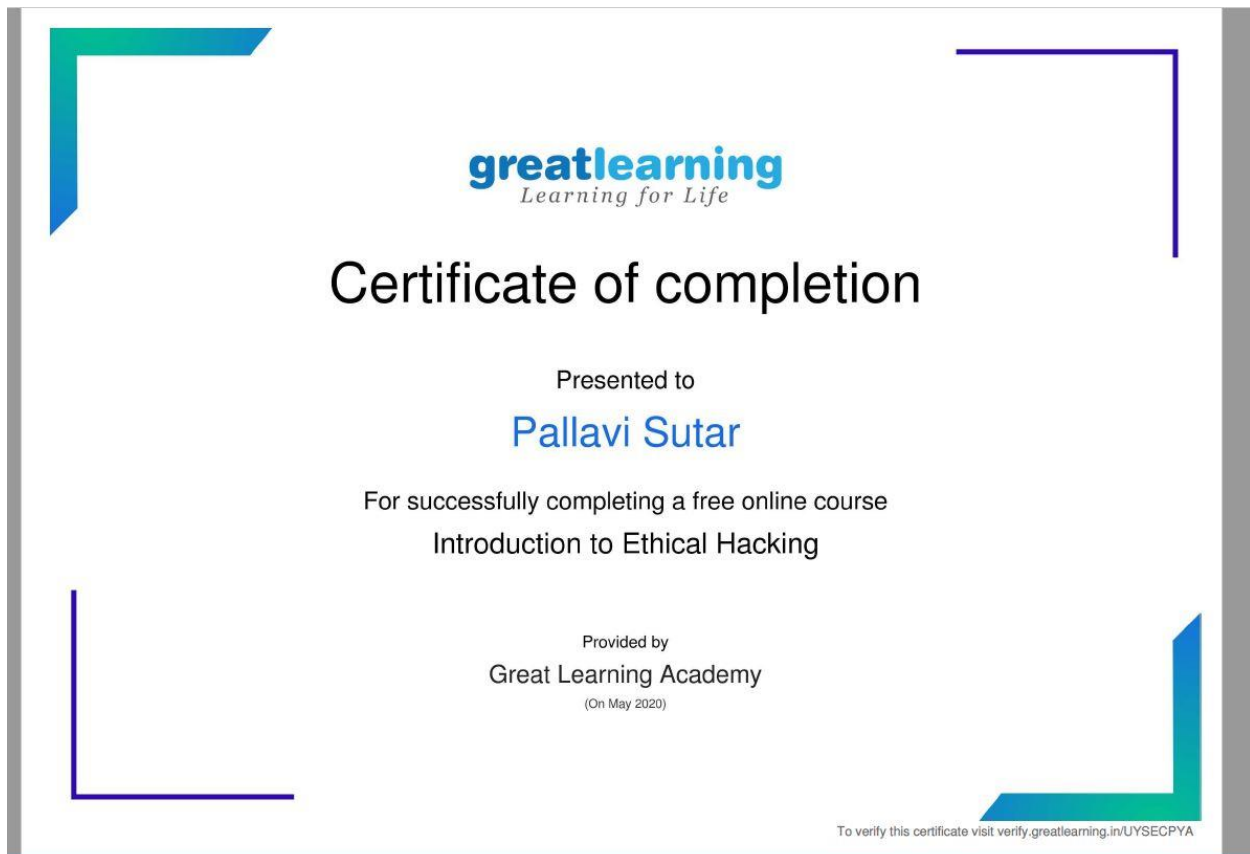 greatlearning
Learning for Life
Certificate of completion
Presented to
Pallavi Sutar
For successfully completing a free online course
Introduction to Ethical Hacking
Provided by
Great Learning Academy
(On May 2020)
To verify this certificate visit verify.greatlearning.in/UYSECPYA